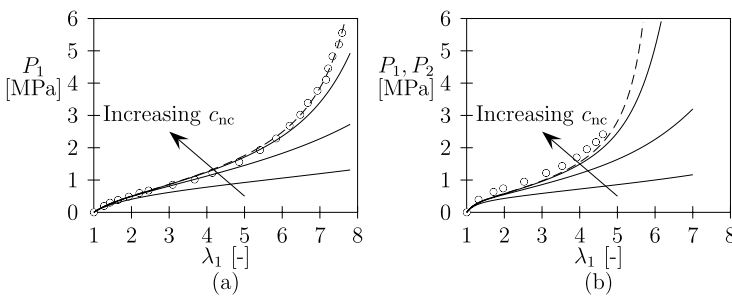 6
5
4
3
2
1
0
P₁
[MPa]
Increasing c_nc
1 2 3 4 5 6 7 8
λ₁ [-]
(a)
6
5
4
3
2
1
0
P₁, P₂
[MPa]
Increasing c_nc
1 2 3 4 5 6 7 8
λ₁ [-]
(b)